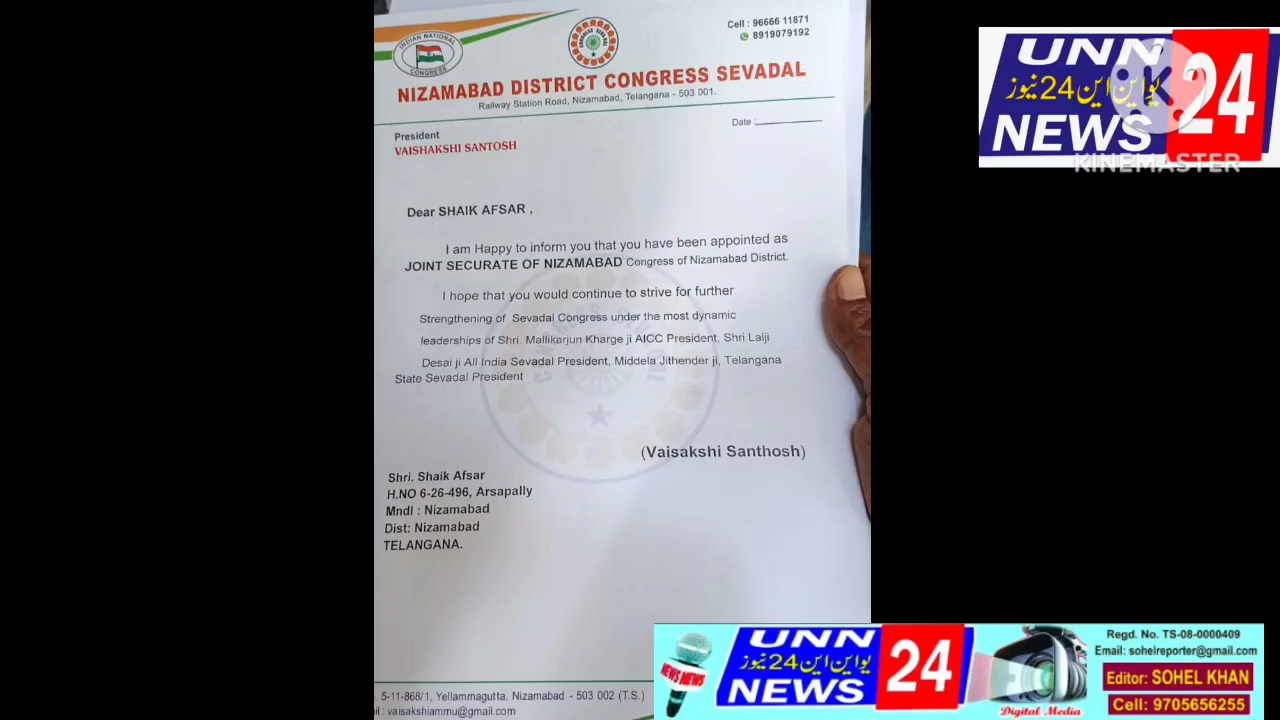 INDIAN NATIONAL
CONGRESS
CONGRESS SEVADAL
Cell : 96666 11871
8919079192
NIZAMABAD DISTRICT CONGRESS SEVADAL
Railway Station Road, Nizamabad, Telangana - 503 001.
Date :
President
VAISHAKSHI SANTOSH
Dear SHAIK AFSAR ,
I am Happy to inform you that you have been appointed as
JOINT SECURATE OF NIZAMABAD Congress of Nizamabad District.
I hope that you would continue to strive for further
Strengthening of Sevadal Congress under the most dynamic
leaderships of Shri. Mallikarjun Kharge ji AICC President, Shri Lalji
Desai ji All India Sevadal President, Middela Jithender ji, Telangana
State Sevadal President
(Vaisakshi Santhosh)
Shri. Shaik Afsar
H.NO 6-26-496, Arsapally
Mndl : Nizamabad
Dist: Nizamabad
TELANGANA.
5-11-868/1, Yellammagutta, Nizamabad - 503 002 (T.S.)
il : vaisakshiammu@gmail.com
UNN
یو این این 24 نیوز
NEWS
24
KINEMASTER
NEWS NEWS
UNN
یو این این 24 نیوز
NEWS
24
Digital Media
Regd. No. TS-08-0000409
Email: sohelreporter@gmail.com
Editor: SOHEL KHAN
Cell: 9705656255